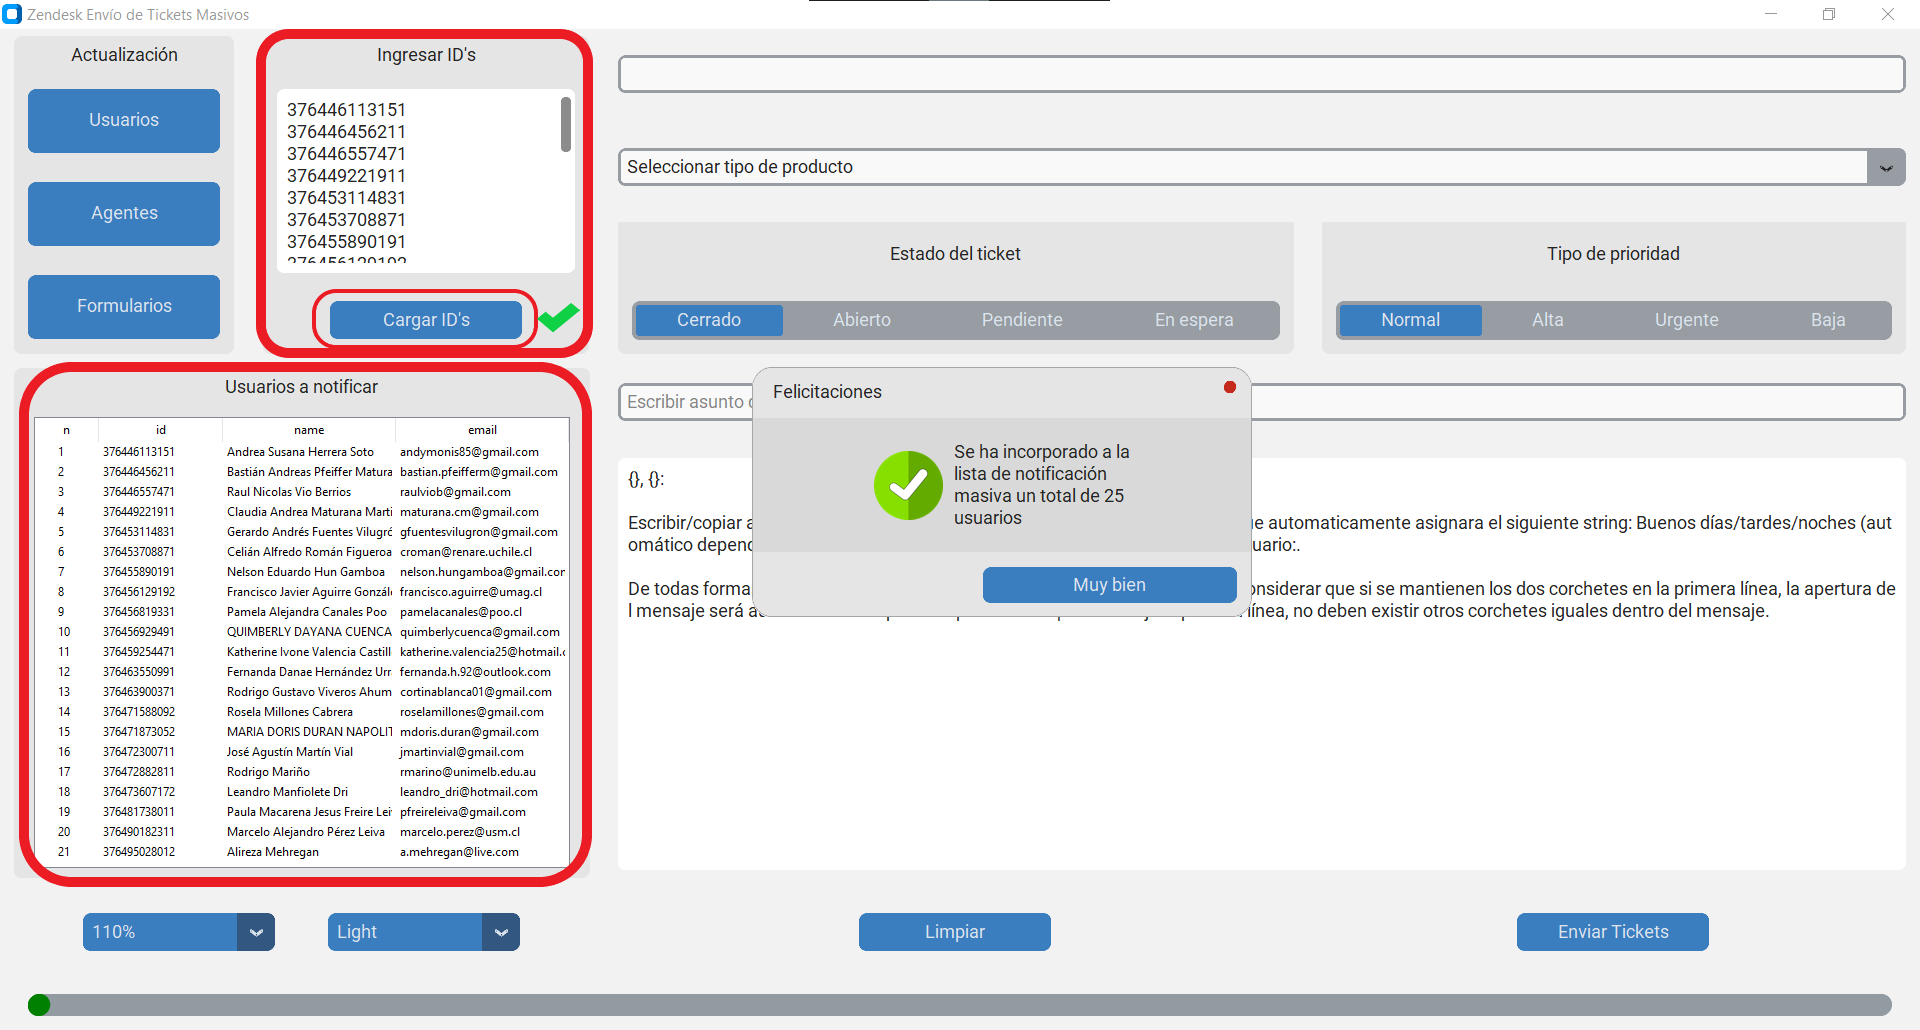 Zendesk Envío de Tickets Masivos
Actualización
Usuarios
Agentes
Formularios
Ingresar ID's
376446113151
376446456211
376446557471
376449221911
376453114831
376453708871
376455890191
376456129192
Cargar ID's
Seleccionar tipo de producto
Estado del ticket
Cerrado Abierto Pendiente En espera
Tipo de prioridad
Normal Alta Urgente Baja
Usuarios a notificar
n id name email
1 376446113151 Andrea Susana Herrera Soto andymonis85@gmail.com
2 376446456211 Bastián Andreas Pfeiffer Matura bastian.pfeifferm@gmail.com
3 376446557471 Raul Nicolas Vio Berrios raulviob@gmail.com
4 376449221911 Claudia Andrea Maturana Marti maturana.cm@gmail.com
5 376453114831 Gerardo Andrés Fuentes Vilugrc gfuentesvilugron@gmail.com
6 376453708871 Celián Alfredo Román Figueroa croman@renare.uchile.cl
7 376455890191 Nelson Eduardo Hun Gamboa nelson.hungamboa@gmail.cor
8 376456129192 Francisco Javier Aguirre Gonzále francisco.aguirre@umag.cl
9 376456819331 Pamela Alejandra Canales Poo pamelacanales@poo.cl
10 376456929491 QUIMBERLY DAYANA CUENCA quimberlycuenca@gmail.com
11 376459254471 Katherine Ivone Valencia Castill katherine.valencia25@hotmail.c
12 376463550991 Fernanda Danae Hernández Urr fernanda.h.92@outlook.com
13 376463900371 Rodrigo Gustavo Viveros Ahum cortinablanca01@gmail.com
14 376471588092 Rosela Millones Cabrera roselamillones@gmail.com
15 376471873052 MARIA DORIS DURAN NAPOLIT mdoris.duran@gmail.com
16 376472300711 José Agustín Martín Vial jmartinvial@gmail.com
17 376472882811 Rodrigo Mariño rmarino@unimelb.edu.au
18 376473607172 Leandro Manfiolete Dri leandro_dri@hotmail.com
19 376481738011 Paula Macarena Jesus Freire Lei pfreireleiva@gmail.com
20 376490182311 Marcelo Alejandro Pérez Leiva marcelo.perez@usm.cl
21 376495028012 Alireza Mehregan a.mehregan@live.com
Escribir asunto
Felicitaciones
Se ha incorporado a la
lista de notificación
masiva un total de 25
usuarios
Muy bien
{}, {}:
Escribir/copiar a e automaticamente asignara el siguiente string: Buenos días/tardes/noches (aut
omático depend uario:.
De todas forma onsiderar que si se mantienen los dos corchetes en la primera línea, la apertura de
l mensaje será línea, no deben existir otros corchetes iguales dentro del mensaje.
110%
Light
Limpiar
Enviar Tickets